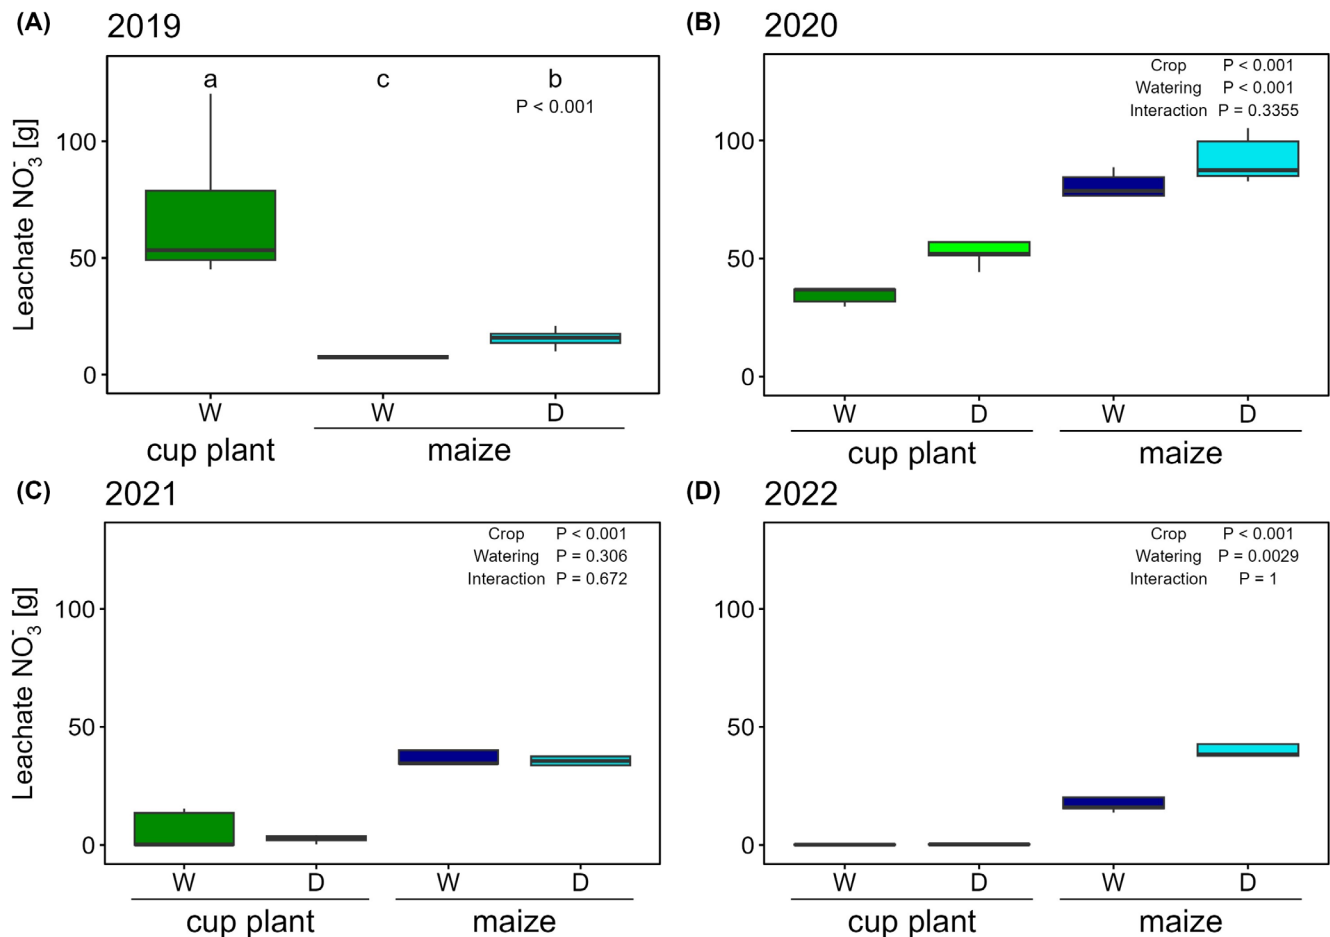 (A) 2019
a c b
P < 0.001
Leachate NO₃⁻ [g]
100
50
0
W W D
cup plant maize
(B) 2020
Crop P < 0.001
Watering P < 0.001
Interaction P = 0.3355
100
50
0
W D W D
cup plant maize
(C) 2021
Crop P < 0.001
Watering P = 0.306
Interaction P = 0.672
Leachate NO₃⁻ [g]
100
50
0
W D W D
cup plant maize
(D) 2022
Crop P < 0.001
Watering P = 0.0029
Interaction P = 1
100
50
0
W D W D
cup plant maize